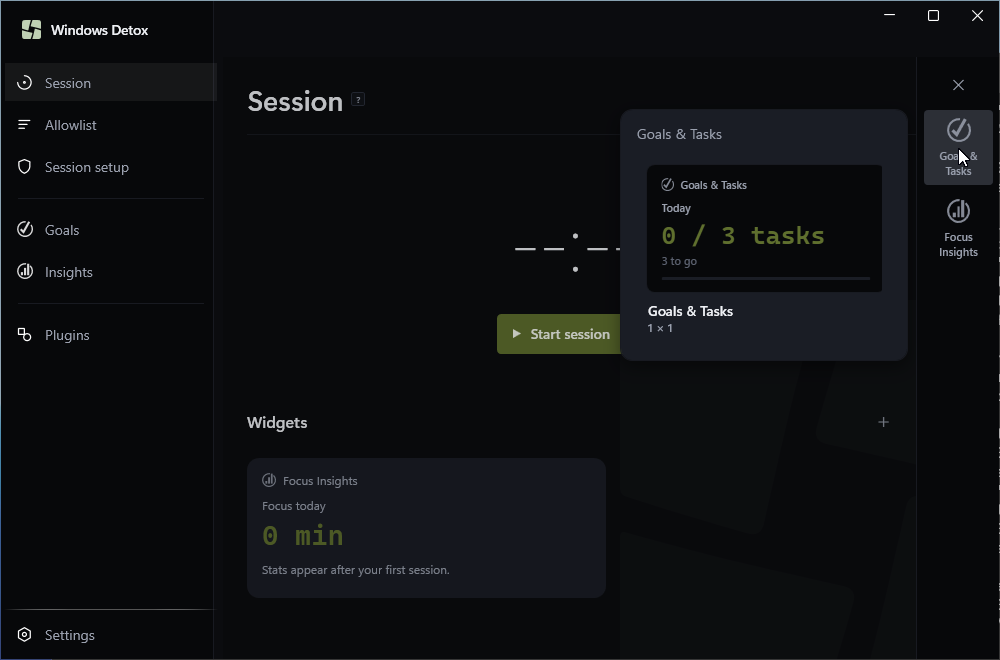 Windows Detox
Session
Allowlist
Session setup
Goals
Insights
Plugins
Settings
Session ?
--:-
Start session
Widgets
+
Focus Insights
Focus today
0 min
Stats appear after your first session.
Goals & Tasks
Goals & Tasks
Today
0 / 3 tasks
3 to go
Goals & Tasks
1 × 1
Goals &
Tasks
Focus
Insights